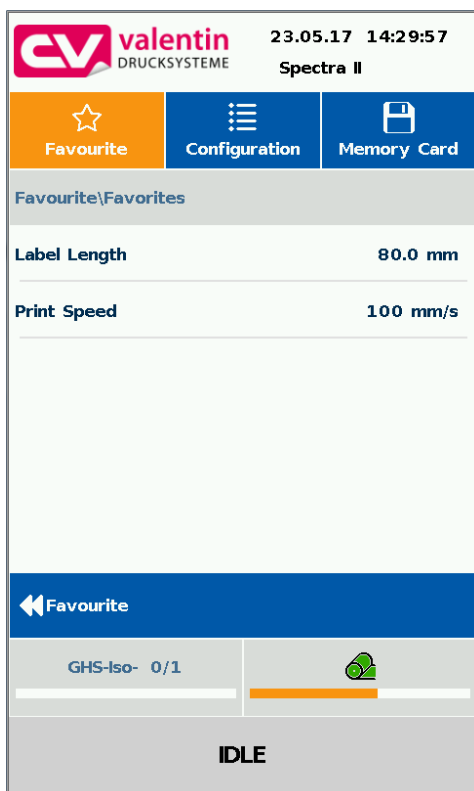 CV valentin
DRUCKSYSTEME
23.05.17 14:29:57
Spectra II
Favourite
Configuration
Memory Card
Favourite\Favorites
Label Length 80.0 mm
Print Speed 100 mm/s
Favourite
GHS-Iso- 0/1
IDLE